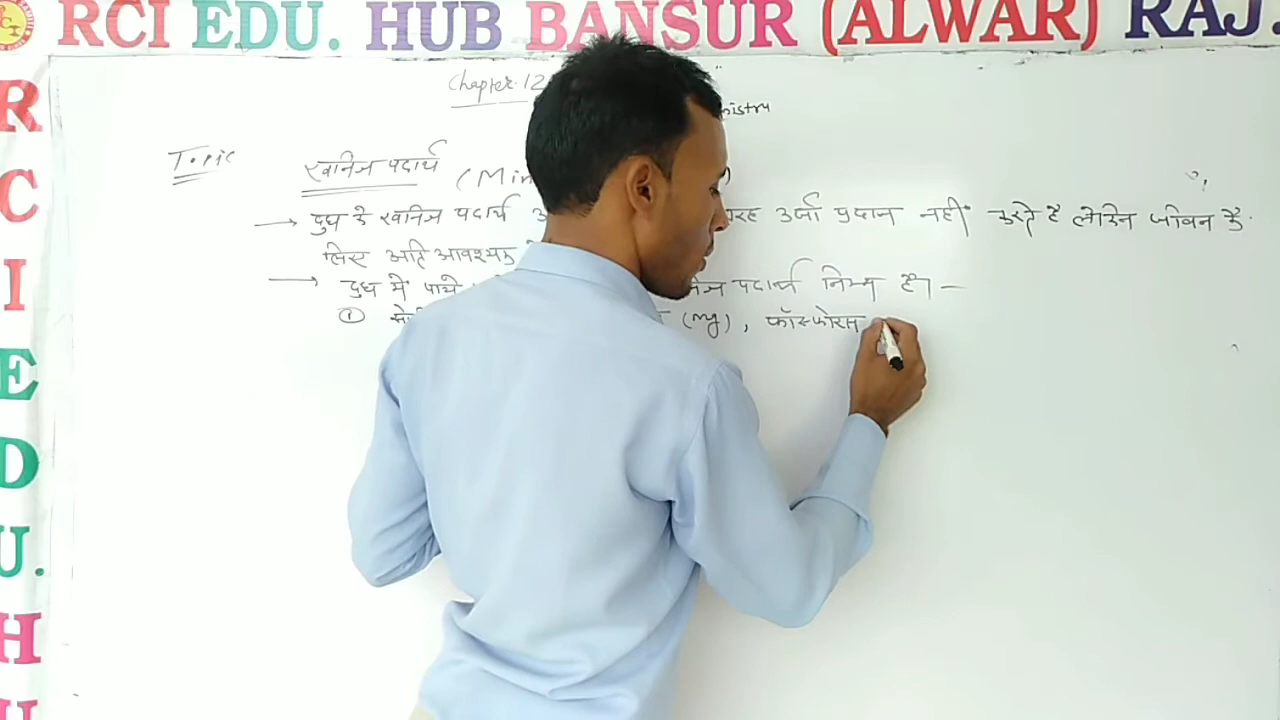 RCI EDU. HUB BANSUR (ALWAR) RAJ.
R
C
I
E
D
U.
H
U
Chapter-12
Topic
खनिज पदार्थ (Min
→ दुध के खनिज पदार्थ उर्जा प्रदान नहीं करते है लेकिन जीवन के
लिए अति आवश्यक
→ दुध में पाये पदार्थ निम्न है। —
① (mg), फॉस्फोरस